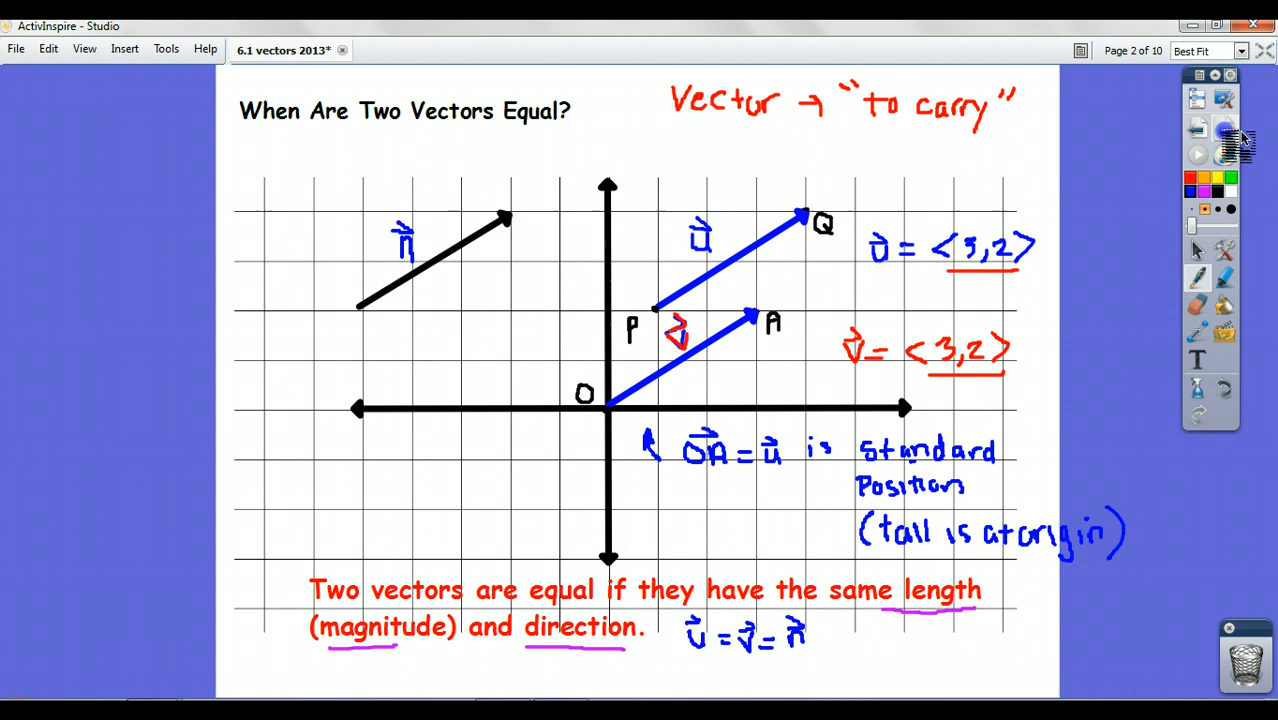 ActivInspire - Studio
File Edit View Insert Tools Help 6.1 vectors 2013* Page 2 of 10 Best Fit
When Are Two Vectors Equal?
Vector → "to carry"
n⃗
u⃗
Q
u⃗ = <3,2>
P
v⃗
A
v⃗ = <3,2>
O
OA⃗ = u⃗ is standard
position
(tail is at origin)
Two vectors are equal if they have the same length
(magnitude) and direction.
u⃗ = v⃗ = n⃗
T